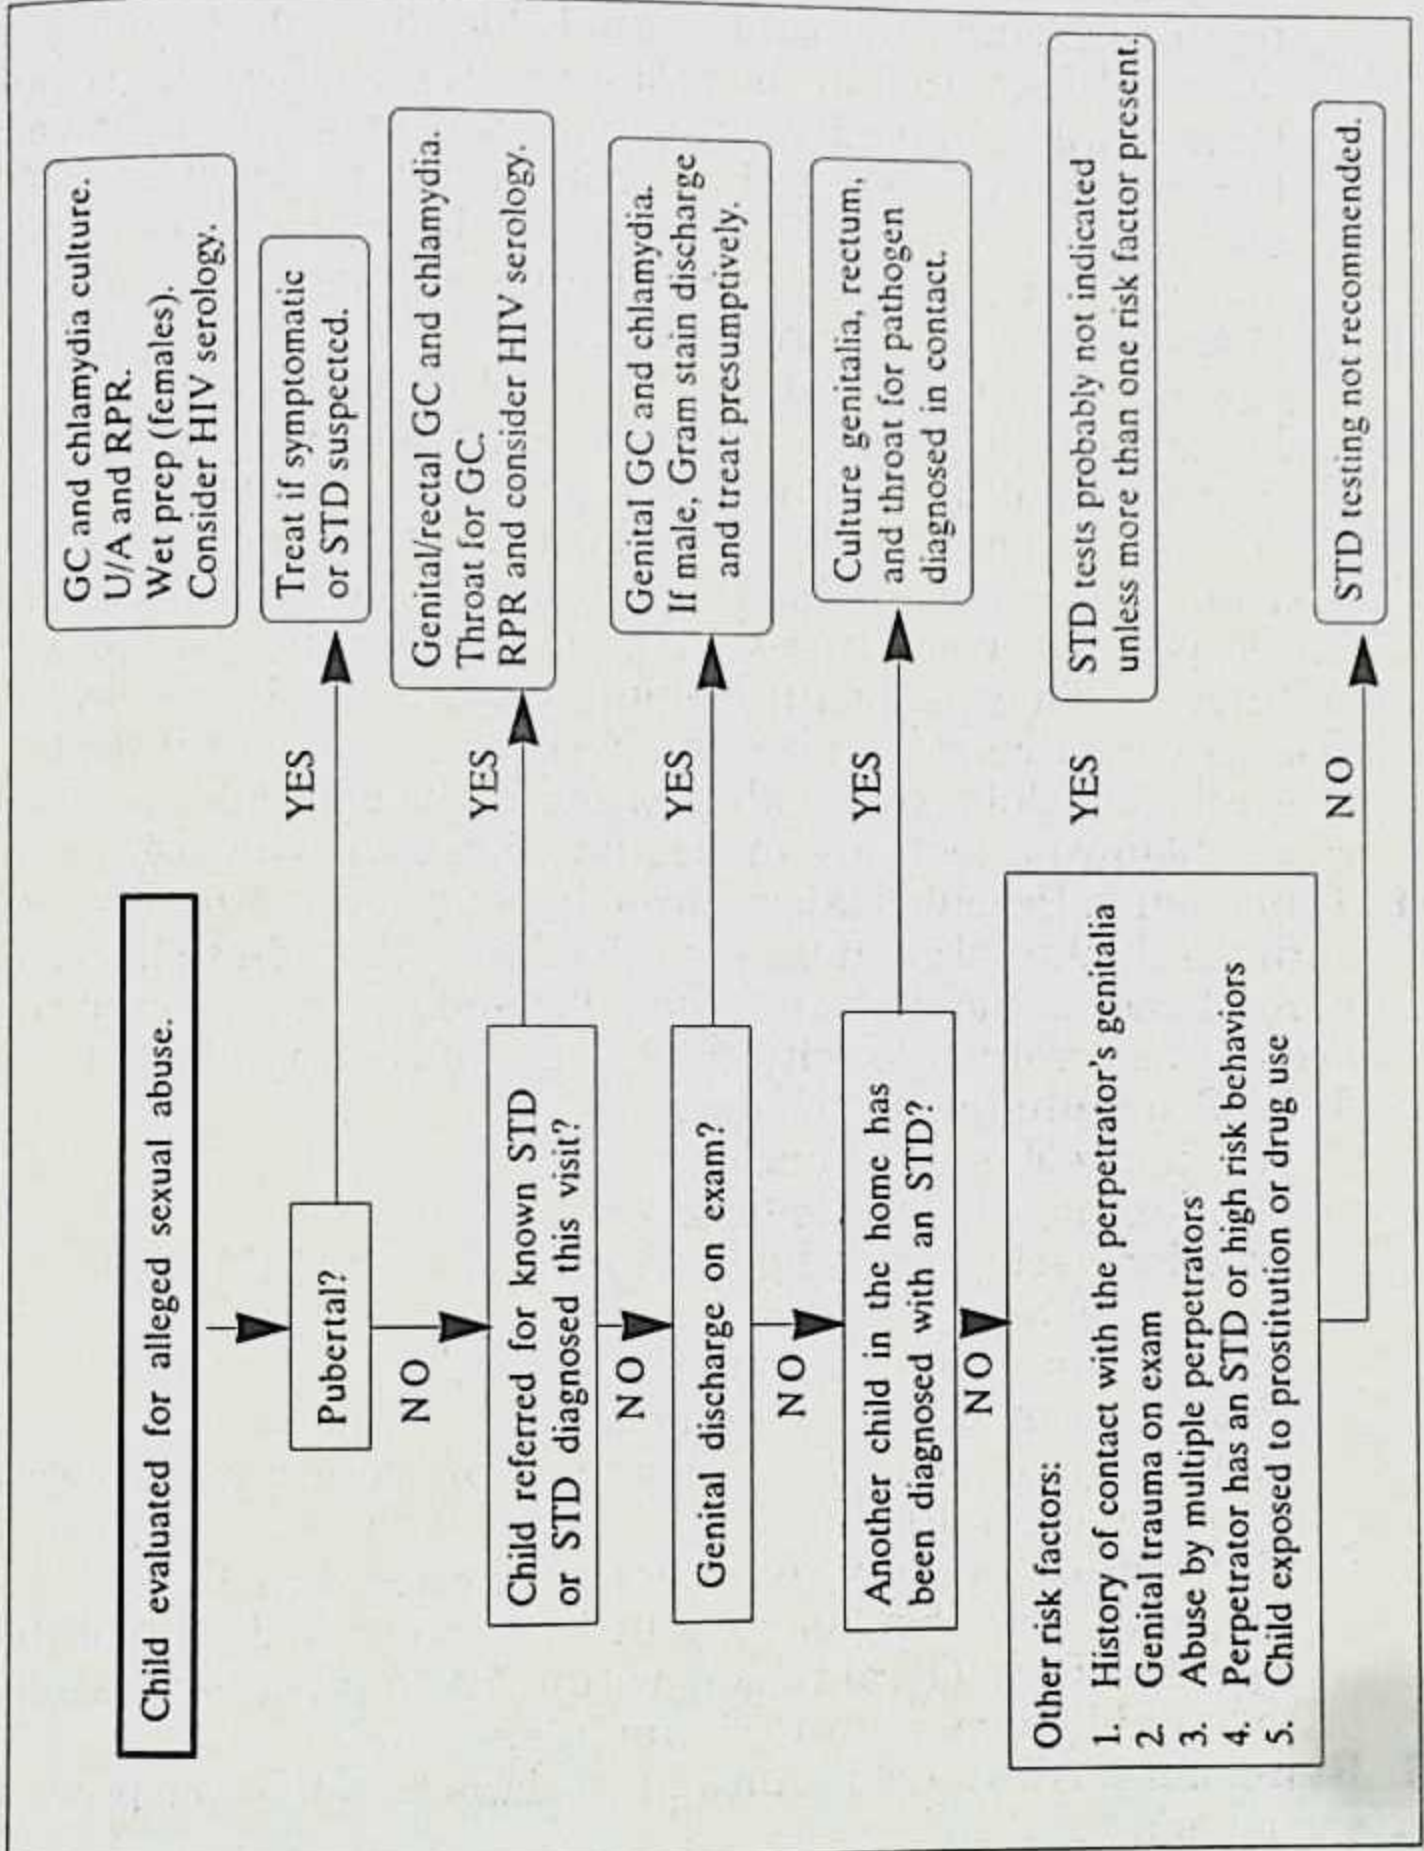 Child evaluated for alleged sexual abuse.
GC and chlamydia culture.
U/A and RPR.
Wet prep (females).
Consider HIV serology.
Pubertal?
YES
Treat if symptomatic
or STD suspected.
NO
Child referred for known STD
or STD diagnosed this visit?
YES
Genital/rectal GC and chlamydia.
Throat for GC.
RPR and consider HIV serology.
NO
Genital discharge on exam?
YES
Genital GC and chlamydia.
If male, Gram stain discharge
and treat presumptively.
NO
Another child in the home has
been diagnosed with an STD?
YES
Culture genitalia, rectum,
and throat for pathogen
diagnosed in contact.
NO
Other risk factors:
1. History of contact with the perpetrator's genitalia
2. Genital trauma on exam
3. Abuse by multiple perpetrators
4. Perpetrator has an STD or high risk behaviors
5. Child exposed to prostitution or drug use
YES
STD tests probably not indicated
unless more than one risk factor present.
NO
STD testing not recommended.